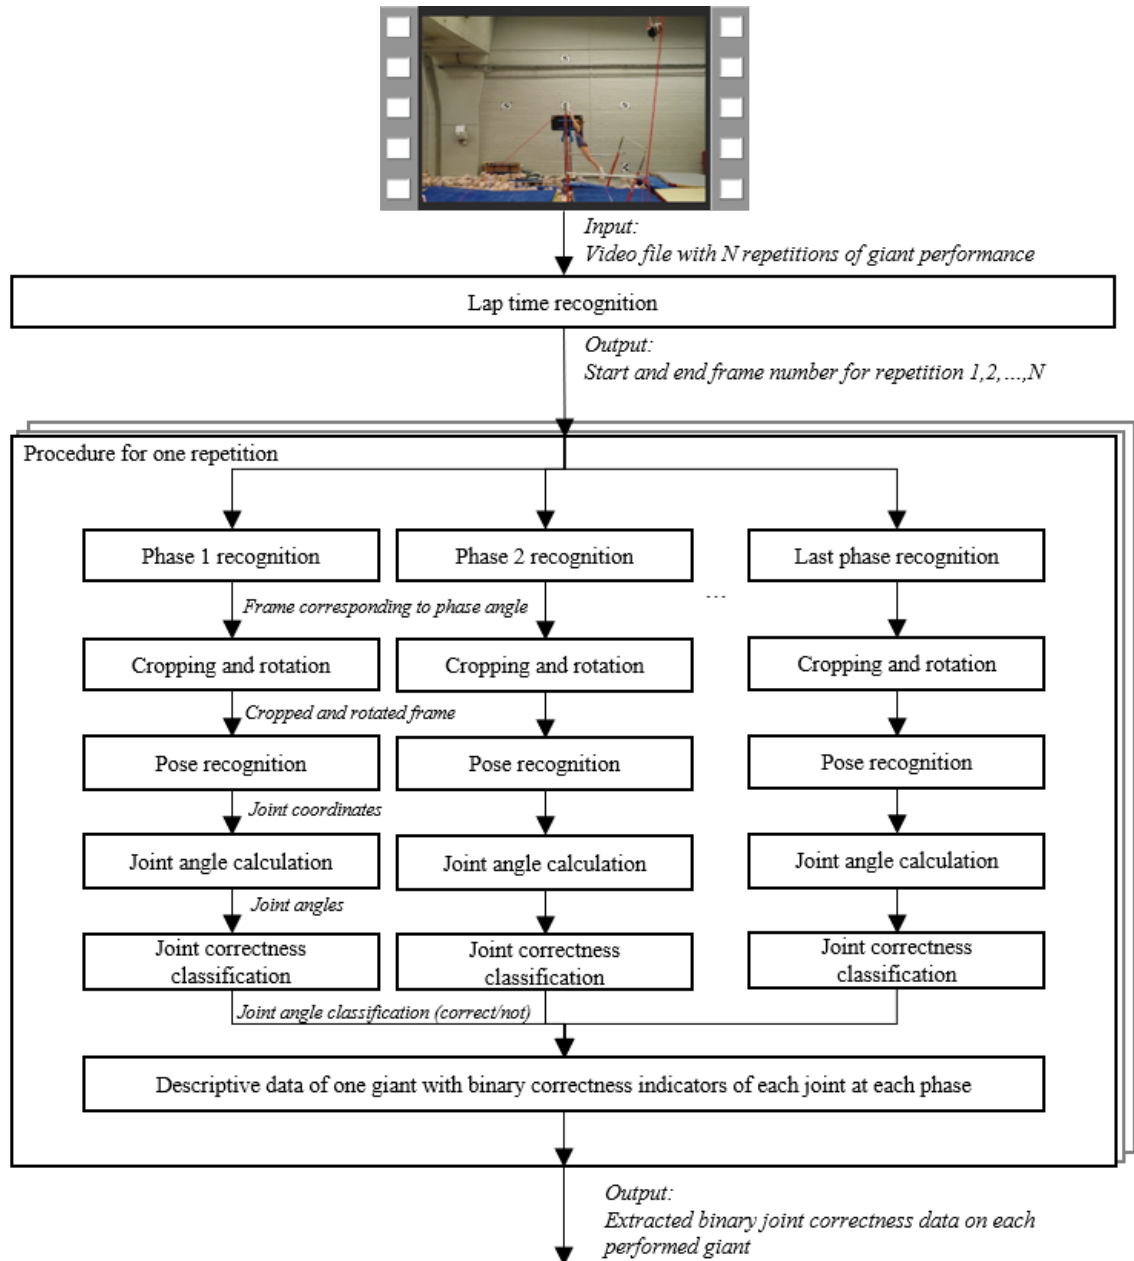 Input:
Video file with N repetitions of giant performance
Lap time recognition
Output:
Start and end frame number for repetition 1,2,...,N
Procedure for one repetition
Phase 1 recognition
Phase 2 recognition
Last phase recognition
Frame corresponding to phase angle
...
Cropping and rotation
Cropping and rotation
Cropping and rotation
Cropped and rotated frame
Pose recognition
Pose recognition
Pose recognition
Joint coordinates
Joint angle calculation
Joint angle calculation
Joint angle calculation
Joint angles
Joint correctness
classification
Joint correctness
classification
Joint correctness
classification
Joint angle classification (correct/not)
Descriptive data of one giant with binary correctness indicators of each joint at each phase
Output:
Extracted binary joint correctness data on each
performed giant